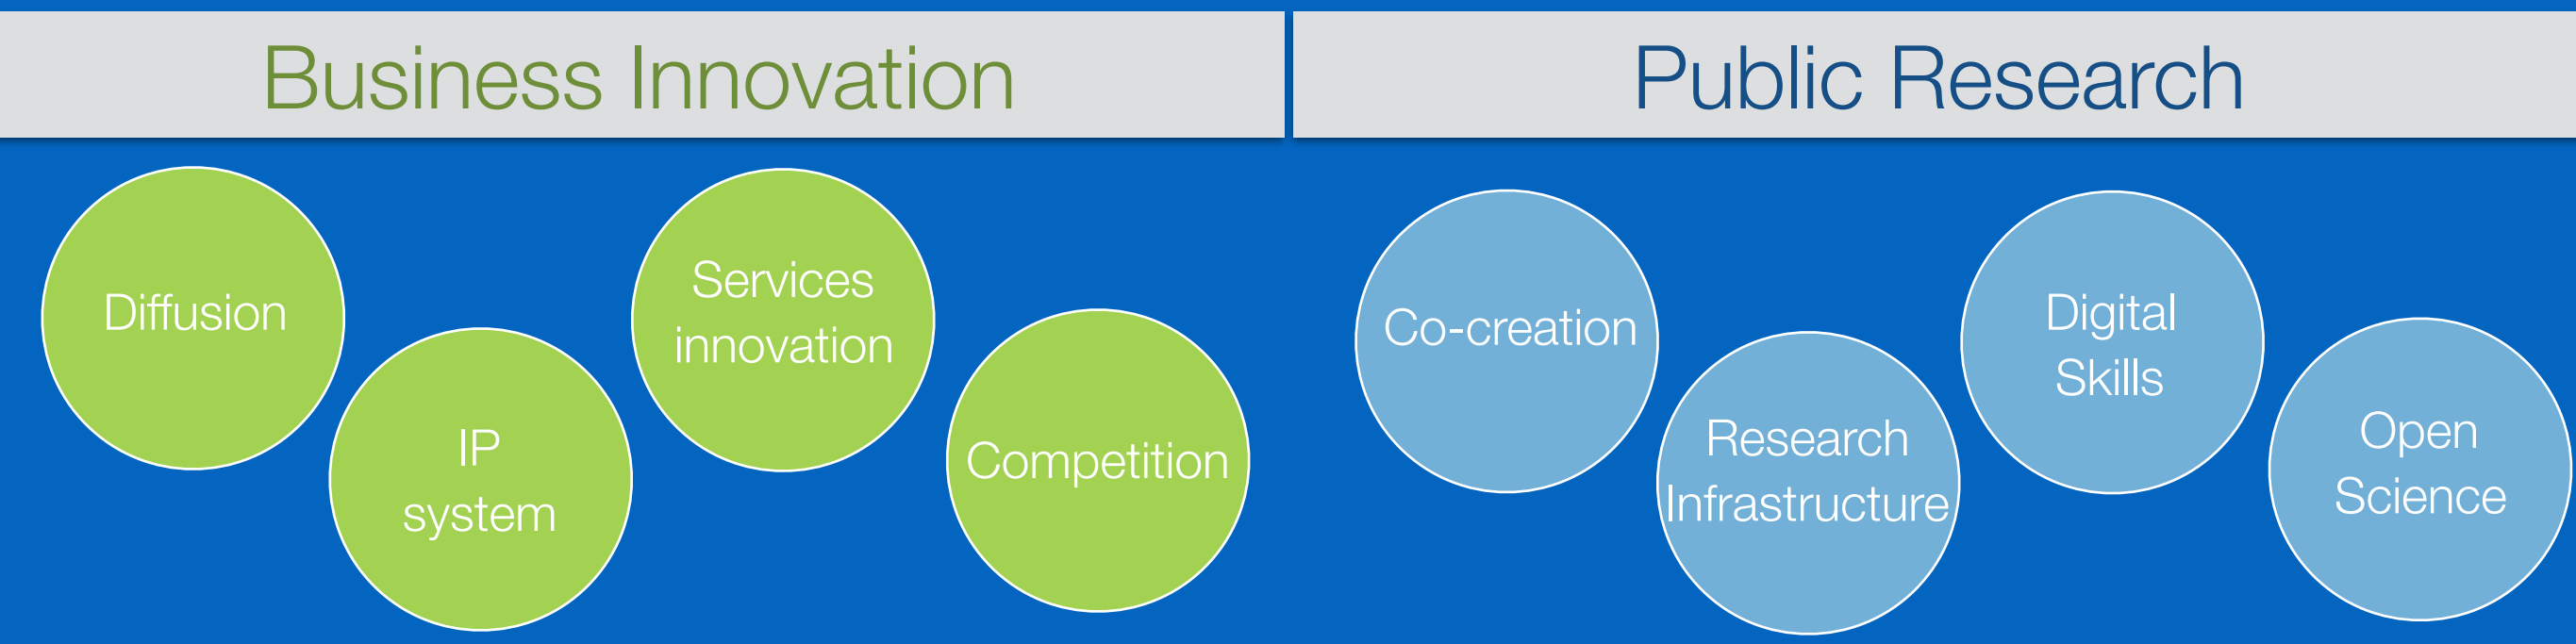 Business Innovation
Public Research
Diffusion
IP
system
Services
innovation
Competition
Co-creation
Research
Infrastructure
Digital
Skills
Open
Science